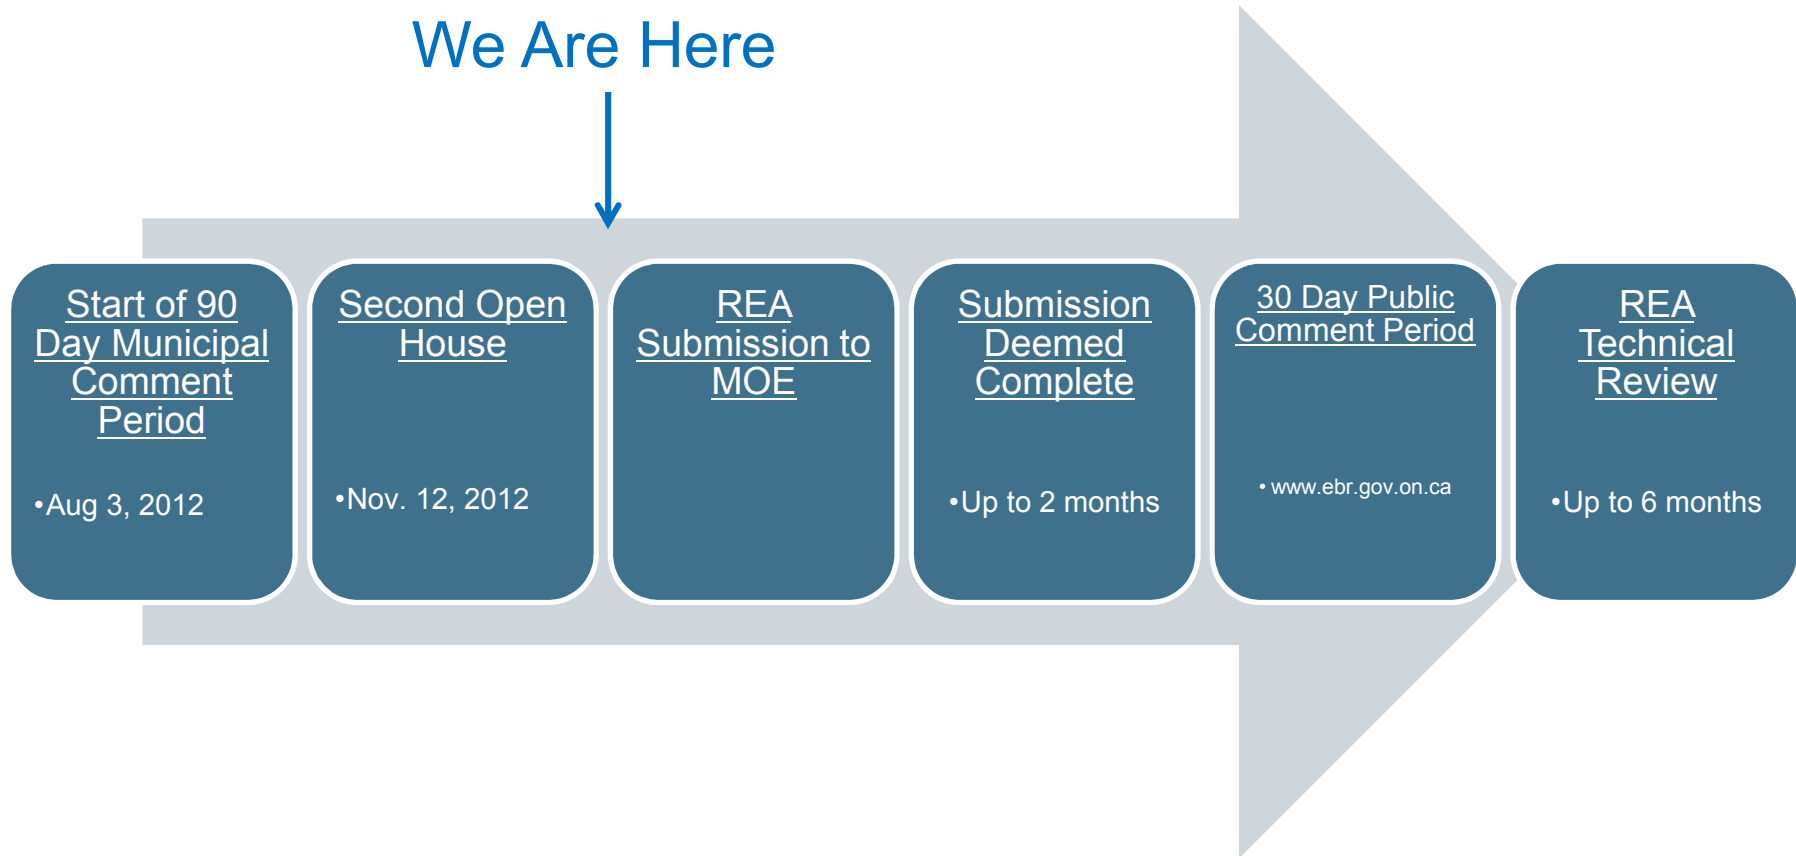 We Are Here
Start of 90
Day Municipal
Comment
Period
•Aug 3, 2012
Second Open
House
•Nov. 12, 2012
REA
Submission to
MOE
Submission
Deemed
Complete
•Up to 2 months
30 Day Public
Comment Period
• www.ebr.gov.on.ca
REA
Technical
Review
•Up to 6 months